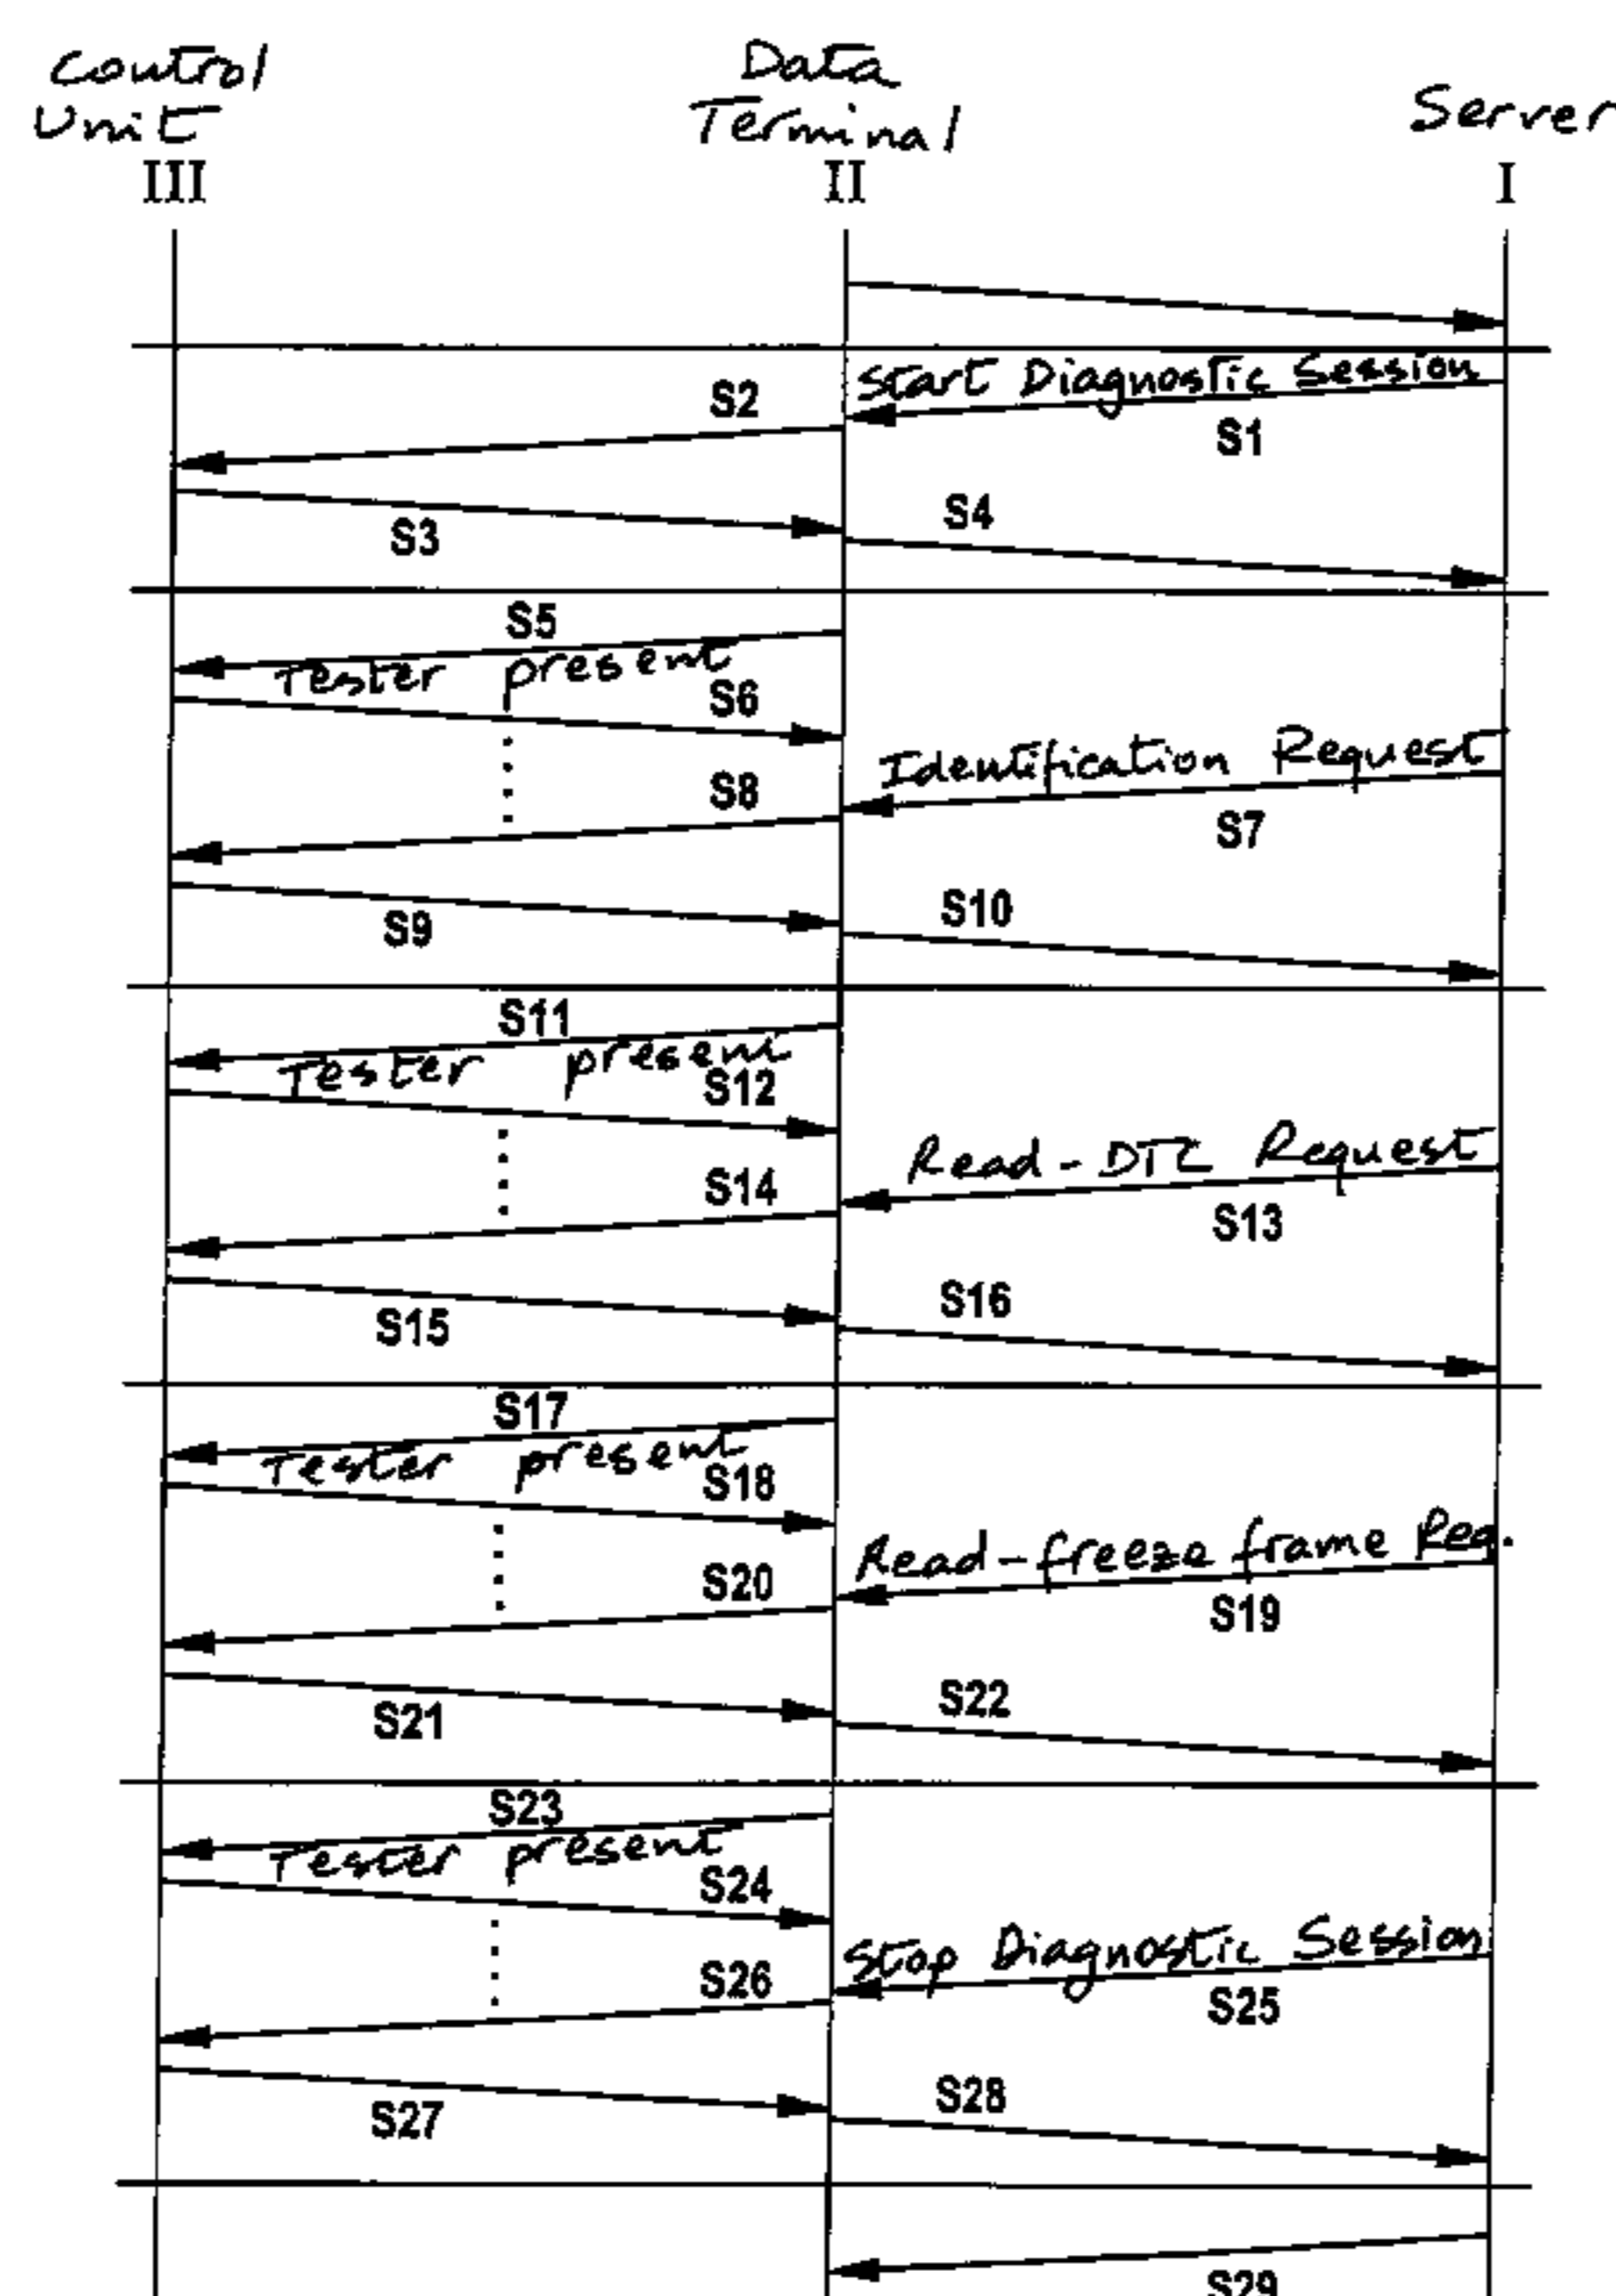 Control
Unit
III
Data
Terminal
II
Server
I
Start Diagnostic Session
S2
S1
S3
S4
S5
Tester present
S6
Identification Request
S8
S7
S9
S10
S11
Tester present
S12
Read-DTC Request
S14
S13
S15
S16
S17
Tester present
S18
Read-freeze frame Req.
S20
S19
S21
S22
S23
Tester present
S24
Stop Diagnostic Session
S26
S25
S27
S28
S29